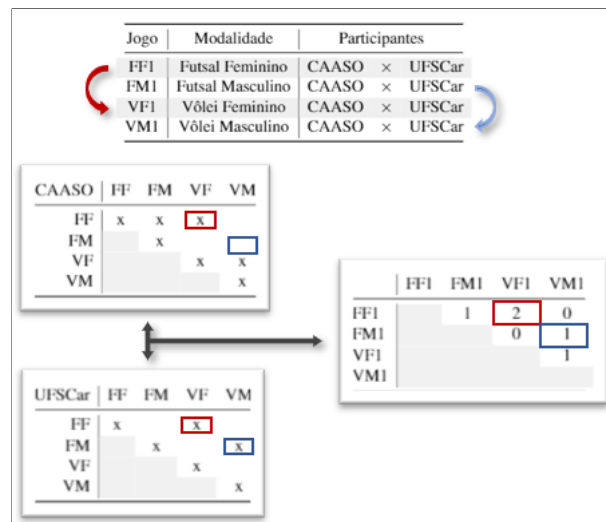 Jogo Modalidade Participantes
FF1 Futsal Feminino CAASO × UFSCar
FM1 Futsal Masculino CAASO × UFSCar
VF1 Vôlei Feminino CAASO × UFSCar
VM1 Vôlei Masculino CAASO × UFSCar
CAASO FF FM VF VM
FF x x x
FM x
VF x x
VM x
FF1 FM1 VF1 VM1
FF1 1 2 0
FM1 0 1
VF1 1
VM1
UFSCar FF FM VF VM
FF x x
FM x x
VF x
VM x